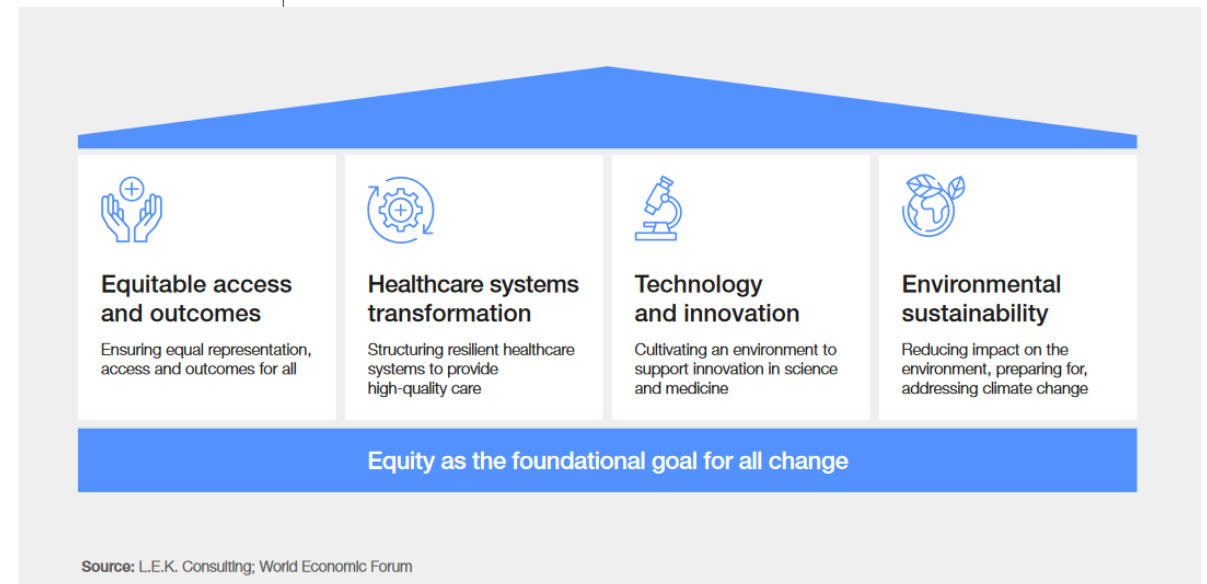 Equitable access
and outcomes
Ensuring equal representation,
access and outcomes for all
Healthcare systems
transformation
Structuring resilient healthcare
systems to provide
high-quality care
Technology
and innovation
Cultivating an environment to
support innovation in science
and medicine
Environmental
sustainability
Reducing impact on the
environment, preparing for,
addressing climate change
Equity as the foundational goal for all change
Source: L.E.K. Consulting; World Economic Forum